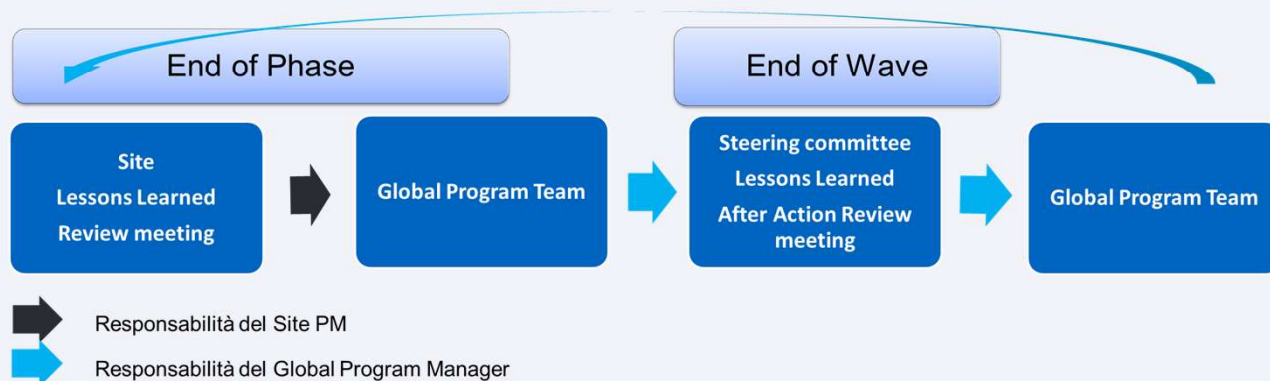 End of Phase
End of Wave
Site
Lessons Learned
Review meeting
Global Program Team
Steering committee
Lessons Learned
After Action Review
meeting
Global Program Team
Responsabilità del Site PM
Responsabilità del Global Program Manager